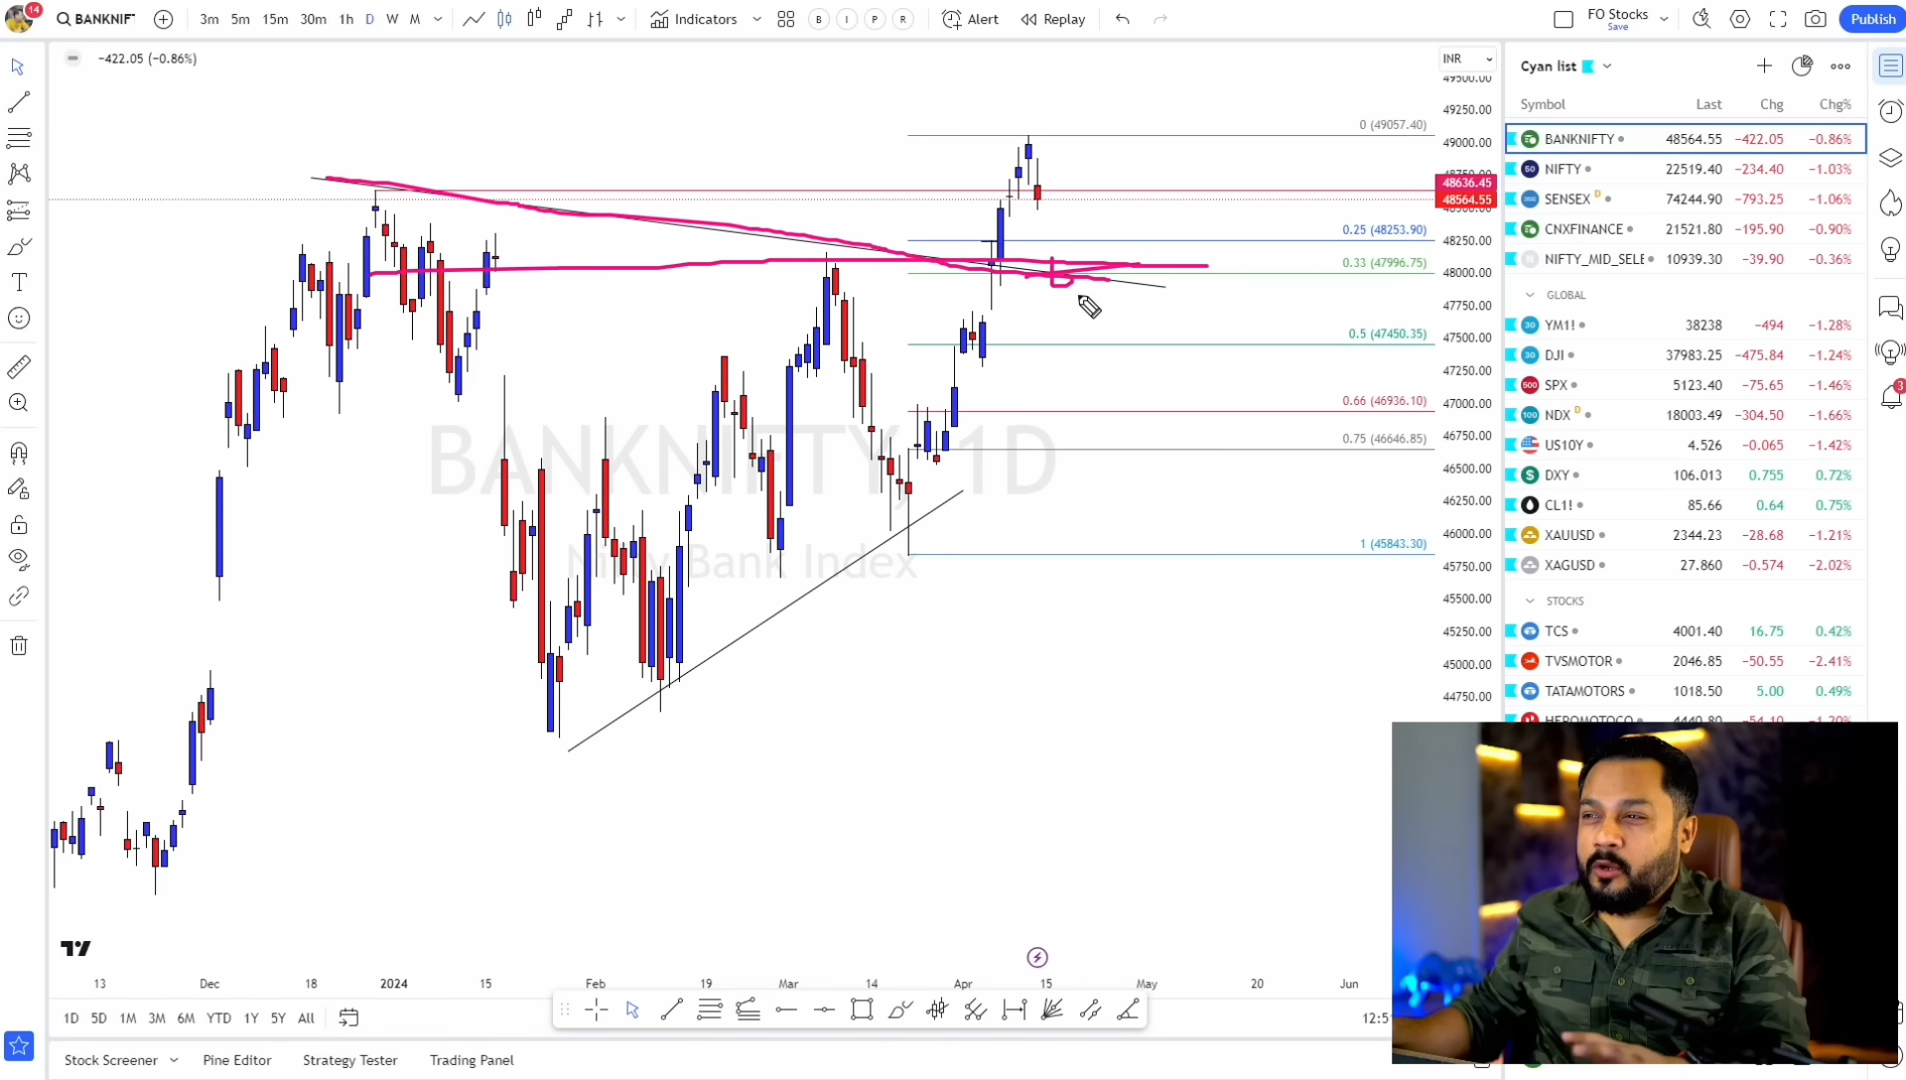 14
BANKNIF
3m 5m 15m 30m 1h D W M
Indicators
B I P R
Alert
Replay
FO Stocks
Save
Publish
−422.05 (−0.86%)
INR
49500.00
49250.00
49000.00
48636.45
48564.55
48250.00
48000.00
47750.00
47500.00
47250.00
47000.00
46750.00
46500.00
46250.00
46000.00
45750.00
45500.00
45250.00
45000.00
44750.00
0 (49057.40)
0.25 (48253.90)
0.33 (47996.75)
0.5 (47450.35)
0.66 (46936.10)
0.75 (46646.85)
1 (45843.30)
BANKNIFTY, 1D
Nifty Bank Index
13 Dec 18 2024 15 Feb 19 Mar 14 Apr 15 May 20 Jun
1D 5D 1M 3M 6M YTD 1Y 5Y All
Stock Screener
Pine Editor
Strategy Tester
Trading Panel
Cyan list
Symbol Last Chg Chg%
BANKNIFTY 48564.55 −422.05 −0.86%
NIFTY 22519.40 −234.40 −1.03%
SENSEX D 74244.90 −793.25 −1.06%
CNXFINANCE 21521.80 −195.90 −0.90%
NIFTY_MID_SELE 10939.30 −39.90 −0.36%
GLOBAL
YM1! 38238 −494 −1.28%
DJI 37983.25 −475.84 −1.24%
SPX 5123.40 −75.65 −1.46%
NDX D 18003.49 −304.50 −1.66%
US10Y 4.526 −0.065 −1.42%
DXY 106.013 0.755 0.72%
CL1! 85.66 0.64 0.75%
XAUUSD 2344.23 −28.68 −1.21%
XAGUSD 27.860 −0.574 −2.02%
STOCKS
TCS 4001.40 16.75 0.42%
TVSMOTOR 2046.85 −50.55 −2.41%
TATAMOTORS 1018.50 5.00 0.49%
3